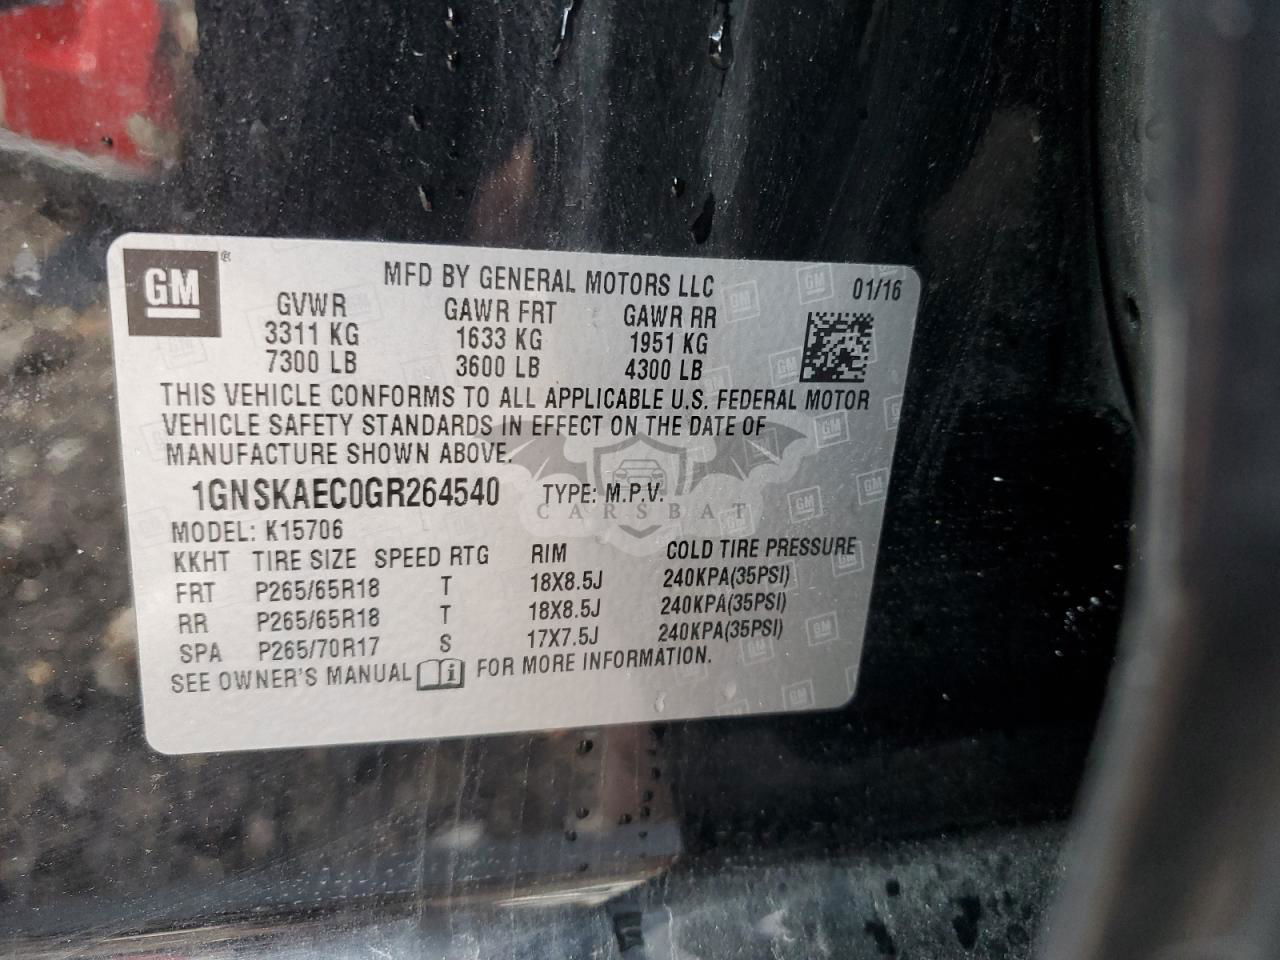 GM®
MFD BY GENERAL MOTORS LLC 01/16
GVWR GAWR FRT GAWR RR
3311 KG 1633 KG 1951 KG
7300 LB 3600 LB 4300 LB
THIS VEHICLE CONFORMS TO ALL APPLICABLE U.S. FEDERAL MOTOR
VEHICLE SAFETY STANDARDS IN EFFECT ON THE DATE OF
MANUFACTURE SHOWN ABOVE.
1GNSKAEC0GR264540 TYPE: M.P.V.
CARSBAT
MODEL: K15706
KKHT TIRE SIZE SPEED RTG RIM COLD TIRE PRESSURE
FRT P265/65R18 T 18X8.5J 240KPA(35PSI)
RR P265/65R18 T 18X8.5J 240KPA(35PSI)
SPA P265/70R17 S 17X7.5J 240KPA(35PSI)
SEE OWNER'S MANUAL i FOR MORE INFORMATION.